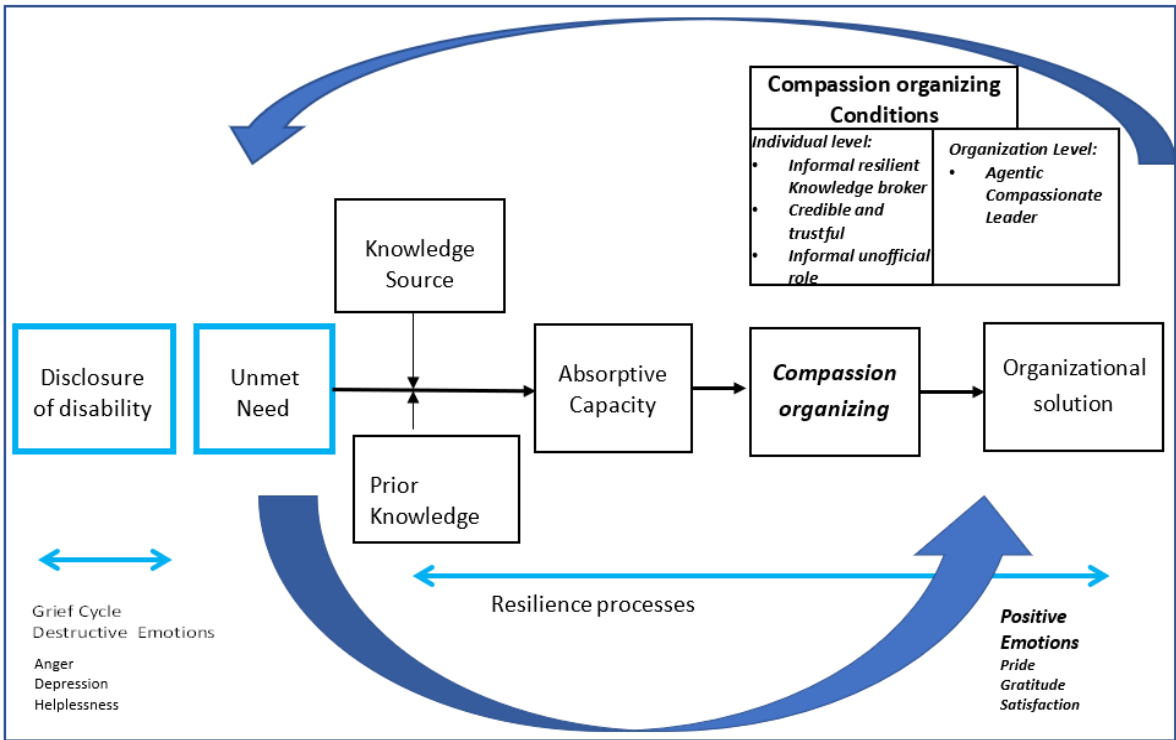 Compassion organizing
Conditions
Individual level:
• Informal resilient
Knowledge broker
• Credible and
trustful
• Informal unofficial
role
Organization Level:
• Agentic
Compassionate
Leader
Knowledge
Source
Disclosure
of disability
Unmet
Need
Absorptive
Capacity
Compassion
organizing
Organizational
solution
Prior
Knowledge
Grief Cycle
Destructive Emotions
Anger
Depression
Helplessness
Resilience processes
Positive
Emotions
Pride
Gratitude
Satisfaction